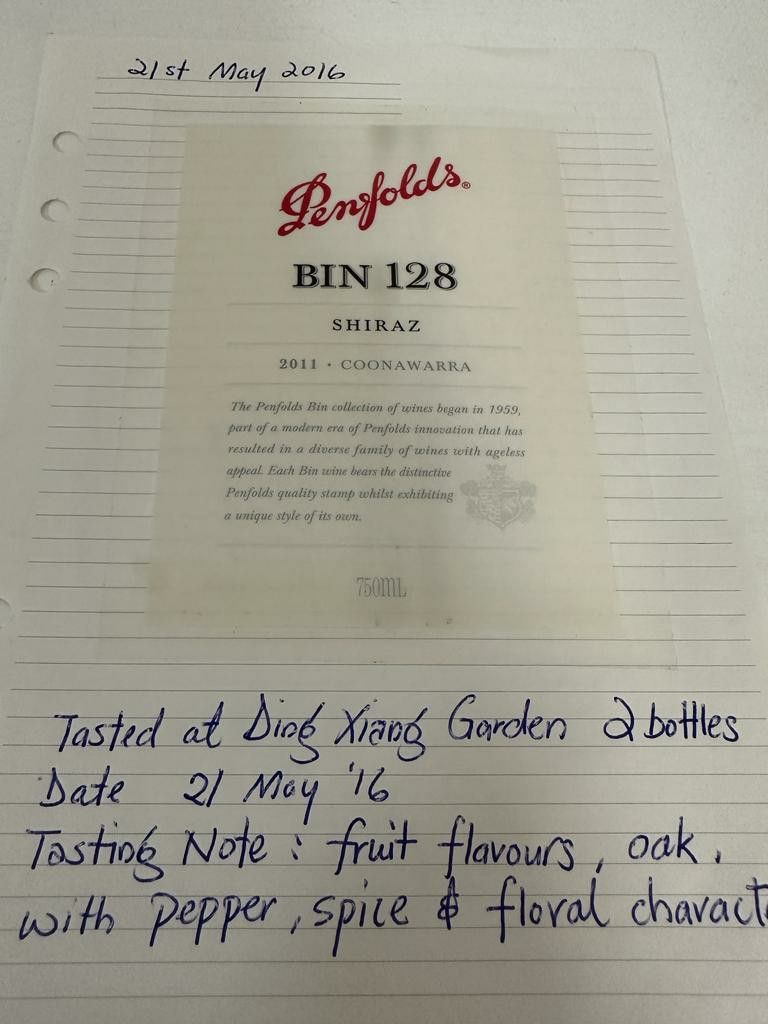 21st May 2016
Penfolds®
BIN 128
SHIRAZ
2011 • COONAWARRA
The Penfolds Bin collection of wines began in 1959,
part of a modern era of Penfolds innovation that has
resulted in a diverse family of wines with ageless
appeal. Each Bin wine bears the distinctive
Penfolds quality stamp whilst exhibiting
a unique style of its own.
750ML
Tasted at Ding Xiang Garden 2 bottles
Date 21 May '16
Tasting Note : fruit flavours, oak,
with pepper, spice & floral charact